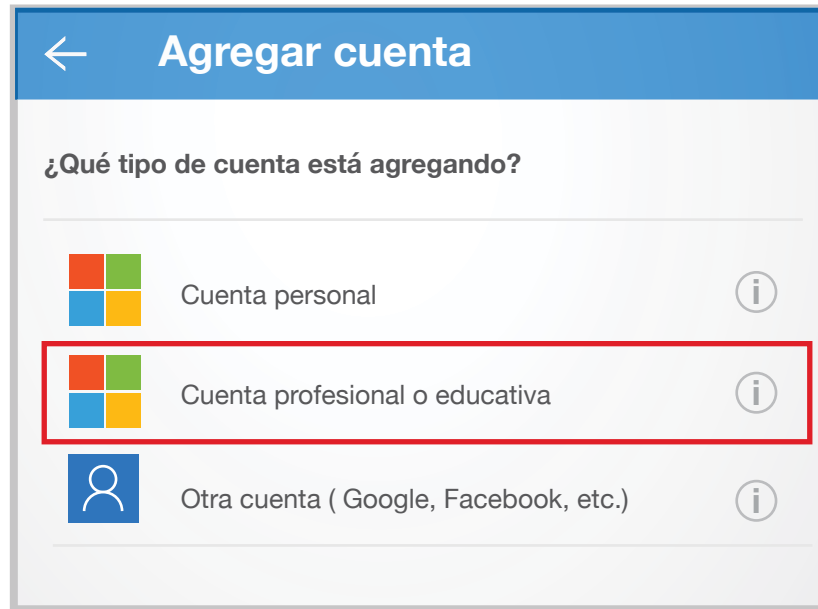 Agregar cuenta
¿Qué tipo de cuenta está agregando?
Cuenta personal
Cuenta profesional o educativa
Otra cuenta ( Google, Facebook, etc.)